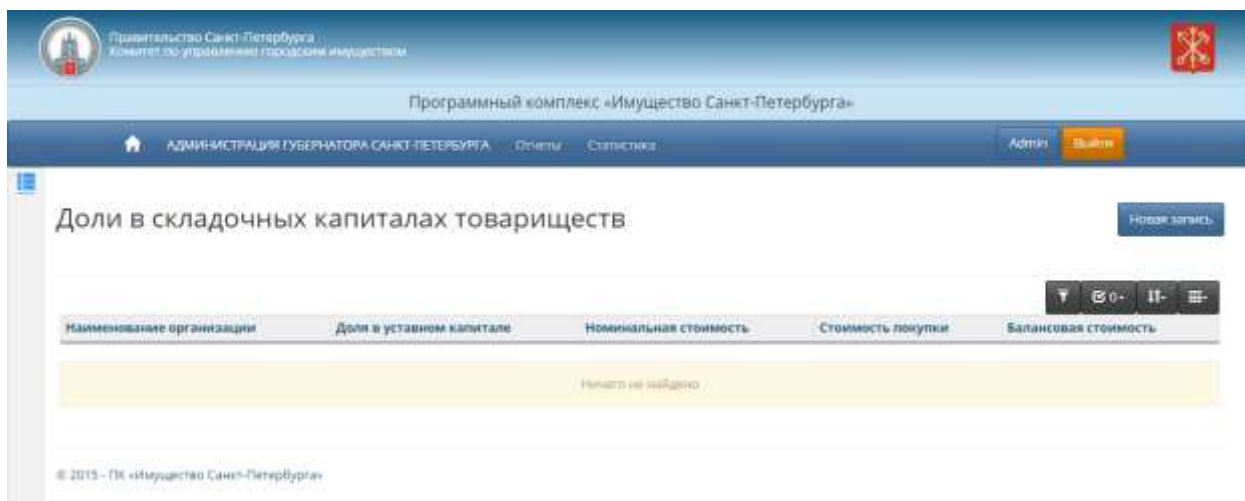 Правительство Санкт-Петербурга
Комитет по управлению городским имуществом
Программный комплекс «Имущество Санкт-Петербурга»
АДМИНИСТРАЦИЯ ГУБЕРНАТОРА САНКТ-ПЕТЕРБУРГА Отчеты Статистика Admin Выйти
Доли в складочных капиталах товариществ
Новая запись
0
Наименование организации Доля в уставном капитале Номинальная стоимость Стоимость покупки Балансовая стоимость
Ничего не найдено
© 2015 - ПК «Имущество Санкт-Петербурга»